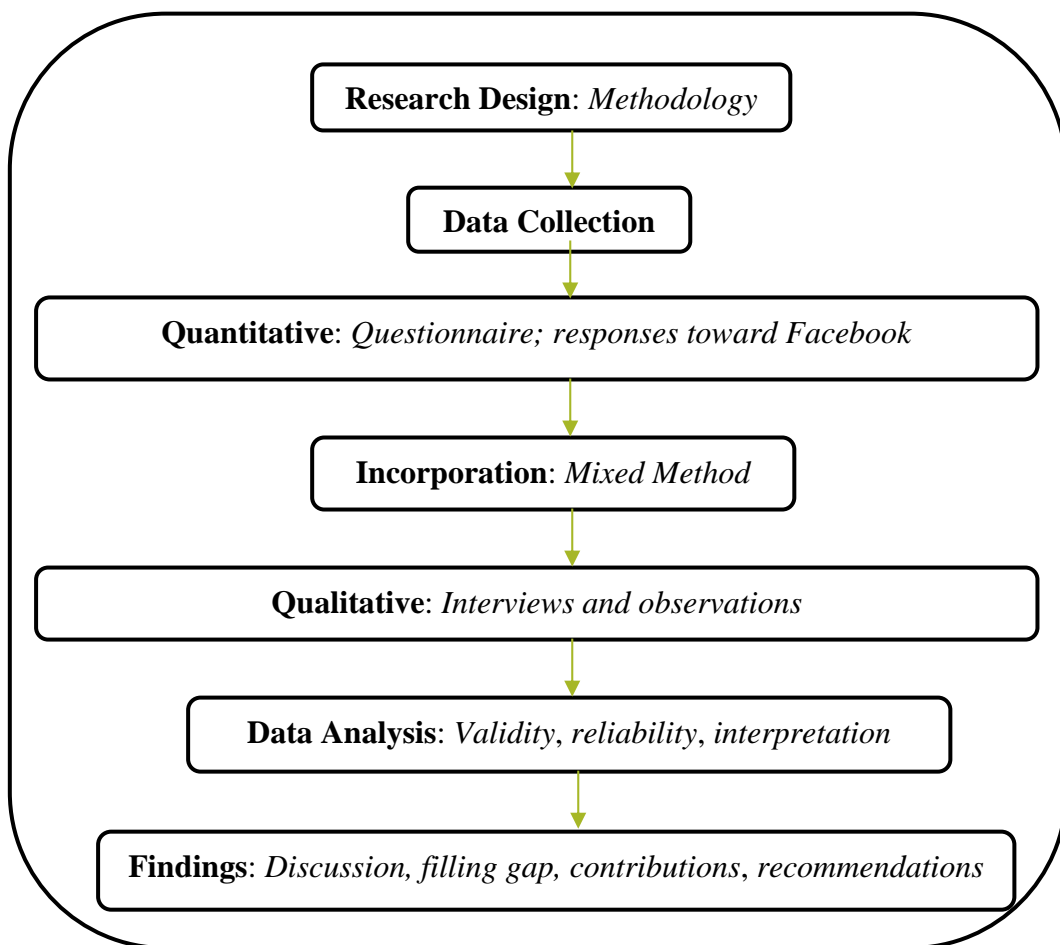 Research Design: Methodology
Data Collection
Quantitative: Questionnaire; responses toward Facebook
Incorporation: Mixed Method
Qualitative: Interviews and observations
Data Analysis: Validity, reliability, interpretation
Findings: Discussion, filling gap, contributions, recommendations